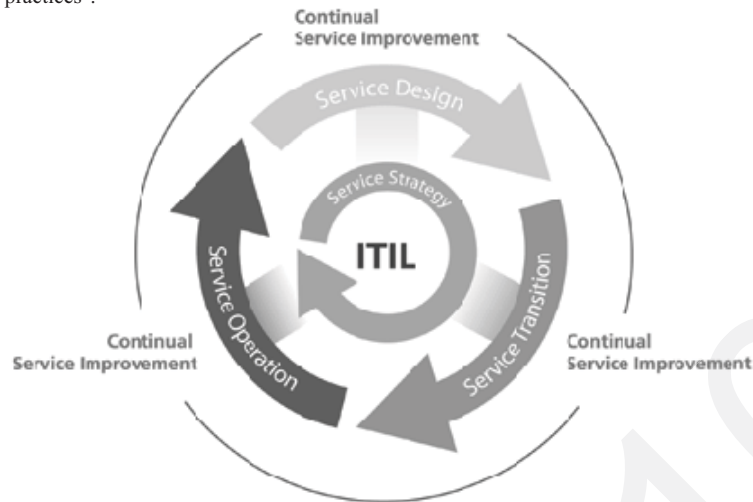 practices .
Continual
Service Improvement
Service Design
Service Strategy
ITIL
Service Operation
Service Transition
Continual
Service Improvement
Continual
Service Improvement